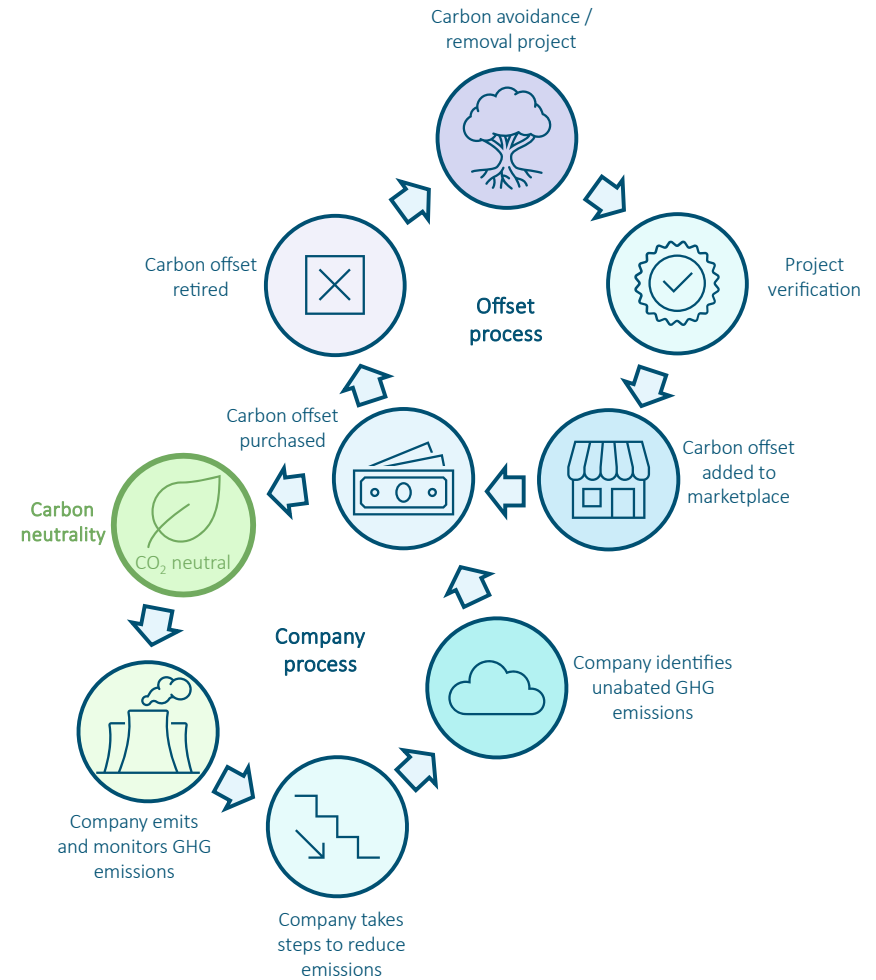 Carbon avoidance /
removal project
Carbon offset
retired
Project
verification
Offset
process
Carbon offset
purchased
Carbon offset
added to
marketplace
Carbon
neutrality
CO₂ neutral
Company
process
Company identifies
unabated GHG
emissions
Company emits
and monitors GHG
emissions
Company takes
steps to reduce
emissions